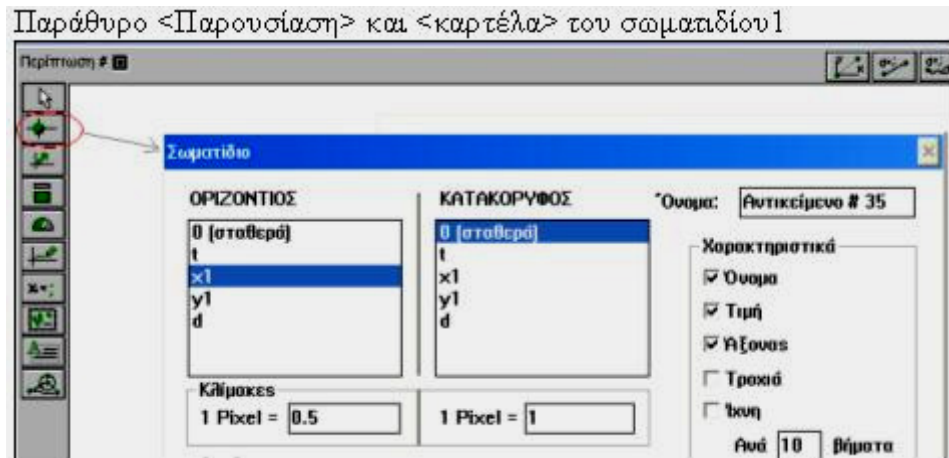 Παράθυρο <Παρουσίαση> και <καρτέλα> του σωματιδίου1
Περίπτωση #
Σωματίδιο
ΟΡΙΖΟΝΤΙΟΣ
ΚΑΤΑΚΟΡΥΦΟΣ
Όνομα: Αντικείμενο # 35
0 (σταθερά)
t
x1
y1
d
0 (σταθερά)
t
x1
y1
d
Χαρακτηριστικά
Όνομα
Τιμή
Άξονας
Τροχιά
Ίχνη
Ανά 10 βήματα
Κλίμακες
1 Pixel = 0.5
1 Pixel = 1